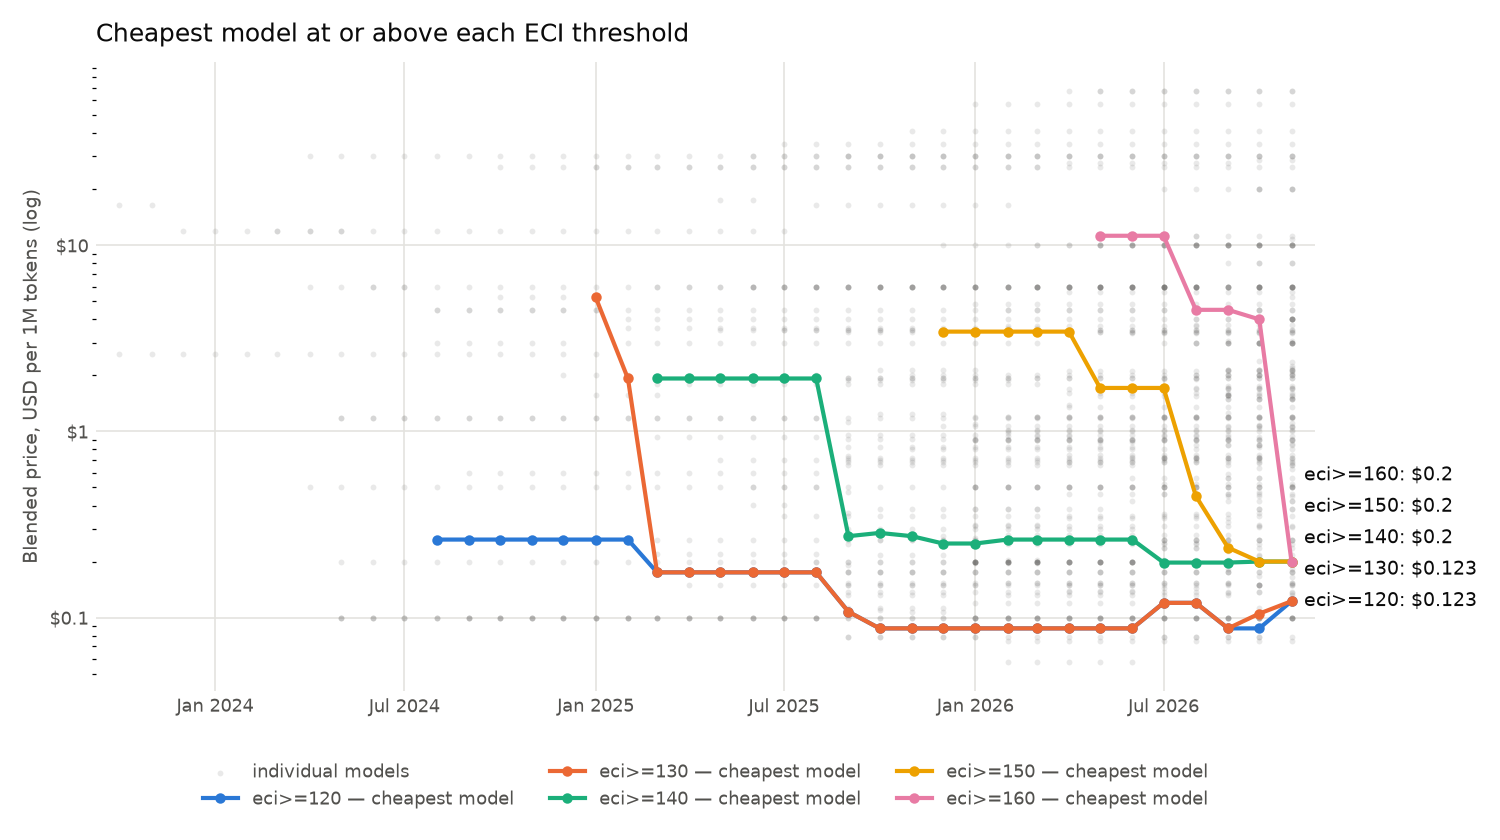 Cheapest model at or above each ECI threshold
Blended price, USD per 1M tokens (log)
$10
$1
$0.1
eci>=160: $0.2
eci>=150: $0.2
eci>=140: $0.2
eci>=130: $0.123
eci>=120: $0.123
Jan 2024
Jul 2024
Jan 2025
Jul 2025
Jan 2026
Jul 2026
individual models
eci>=120 — cheapest model
eci>=130 — cheapest model
eci>=140 — cheapest model
eci>=150 — cheapest model
eci>=160 — cheapest model